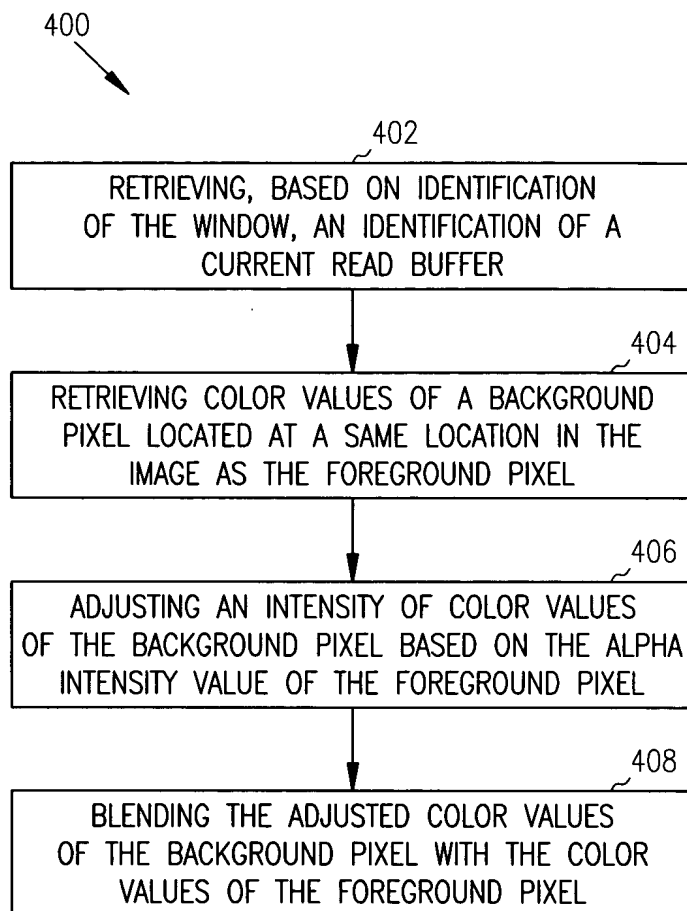 400
402
RETRIEVING, BASED ON IDENTIFICATION
OF THE WINDOW, AN IDENTIFICATION OF A
CURRENT READ BUFFER
404
RETRIEVING COLOR VALUES OF A BACKGROUND
PIXEL LOCATED AT A SAME LOCATION IN THE
IMAGE AS THE FOREGROUND PIXEL
406
ADJUSTING AN INTENSITY OF COLOR VALUES
OF THE BACKGROUND PIXEL BASED ON THE ALPHA
INTENSITY VALUE OF THE FOREGROUND PIXEL
408
BLENDING THE ADJUSTED COLOR VALUES
OF THE BACKGROUND PIXEL WITH THE COLOR
VALUES OF THE FOREGROUND PIXEL